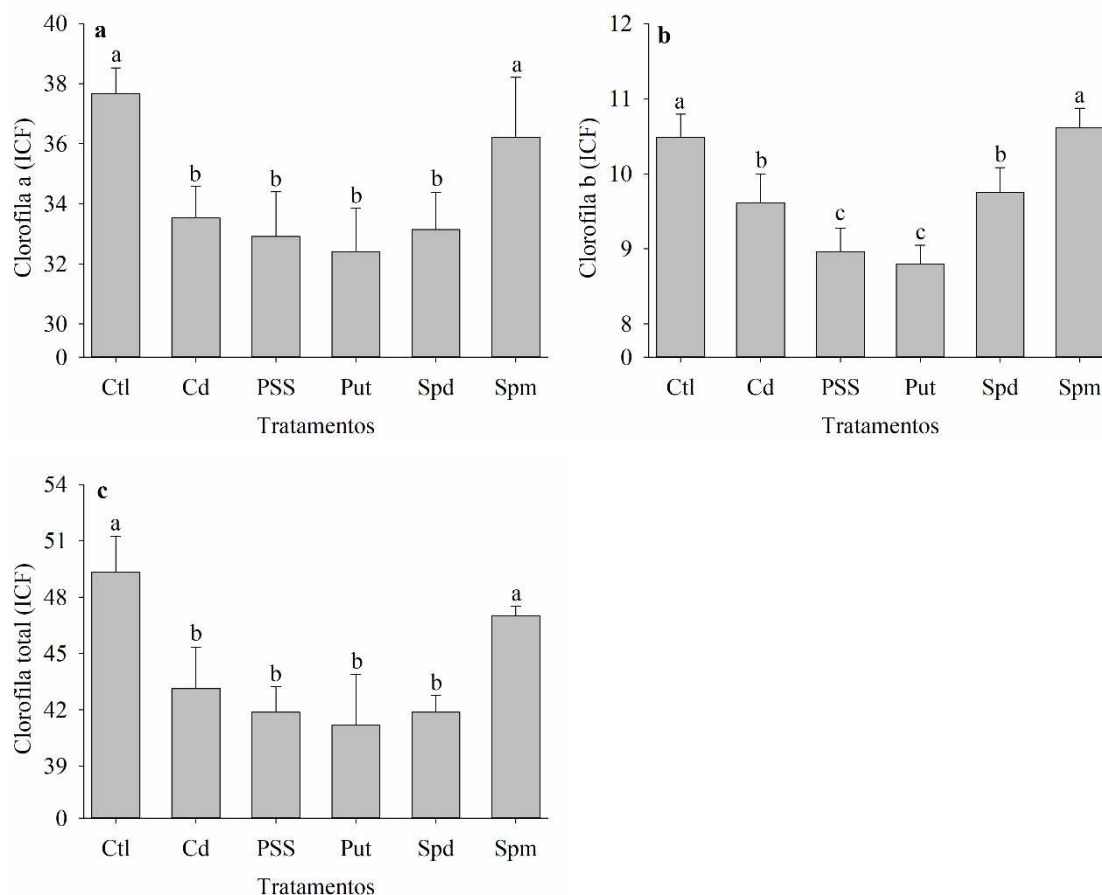 a
Clorofila a (ICF)
40
38
36
33
32
30
0
a
b
b
b
b
a
Ctl Cd PSS Put Spd Spm
Tratamentos
b
Clorofila b (ICF)
12
11
10
9
8
0
a
b
c
c
b
a
Ctl Cd PSS Put Spd Spm
Tratamentos
c
Clorofila total (ICF)
54
51
48
45
42
39
0
a
b
b
b
b
a
Ctl Cd PSS Put Spd Spm
Tratamentos